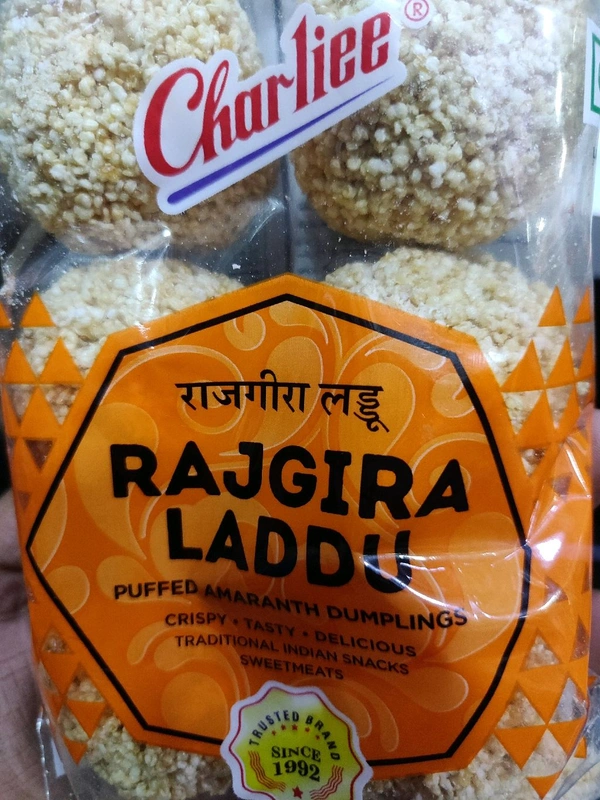 Charliee®
राजगीरा लड्डू
RAJGIRA
LADDU
PUFFED AMARANTH DUMPLINGS
CRISPY • TASTY • DELICIOUS
TRADITIONAL INDIAN SNACKS
SWEETMEATS
TRUSTED BRAND
SINCE
1992